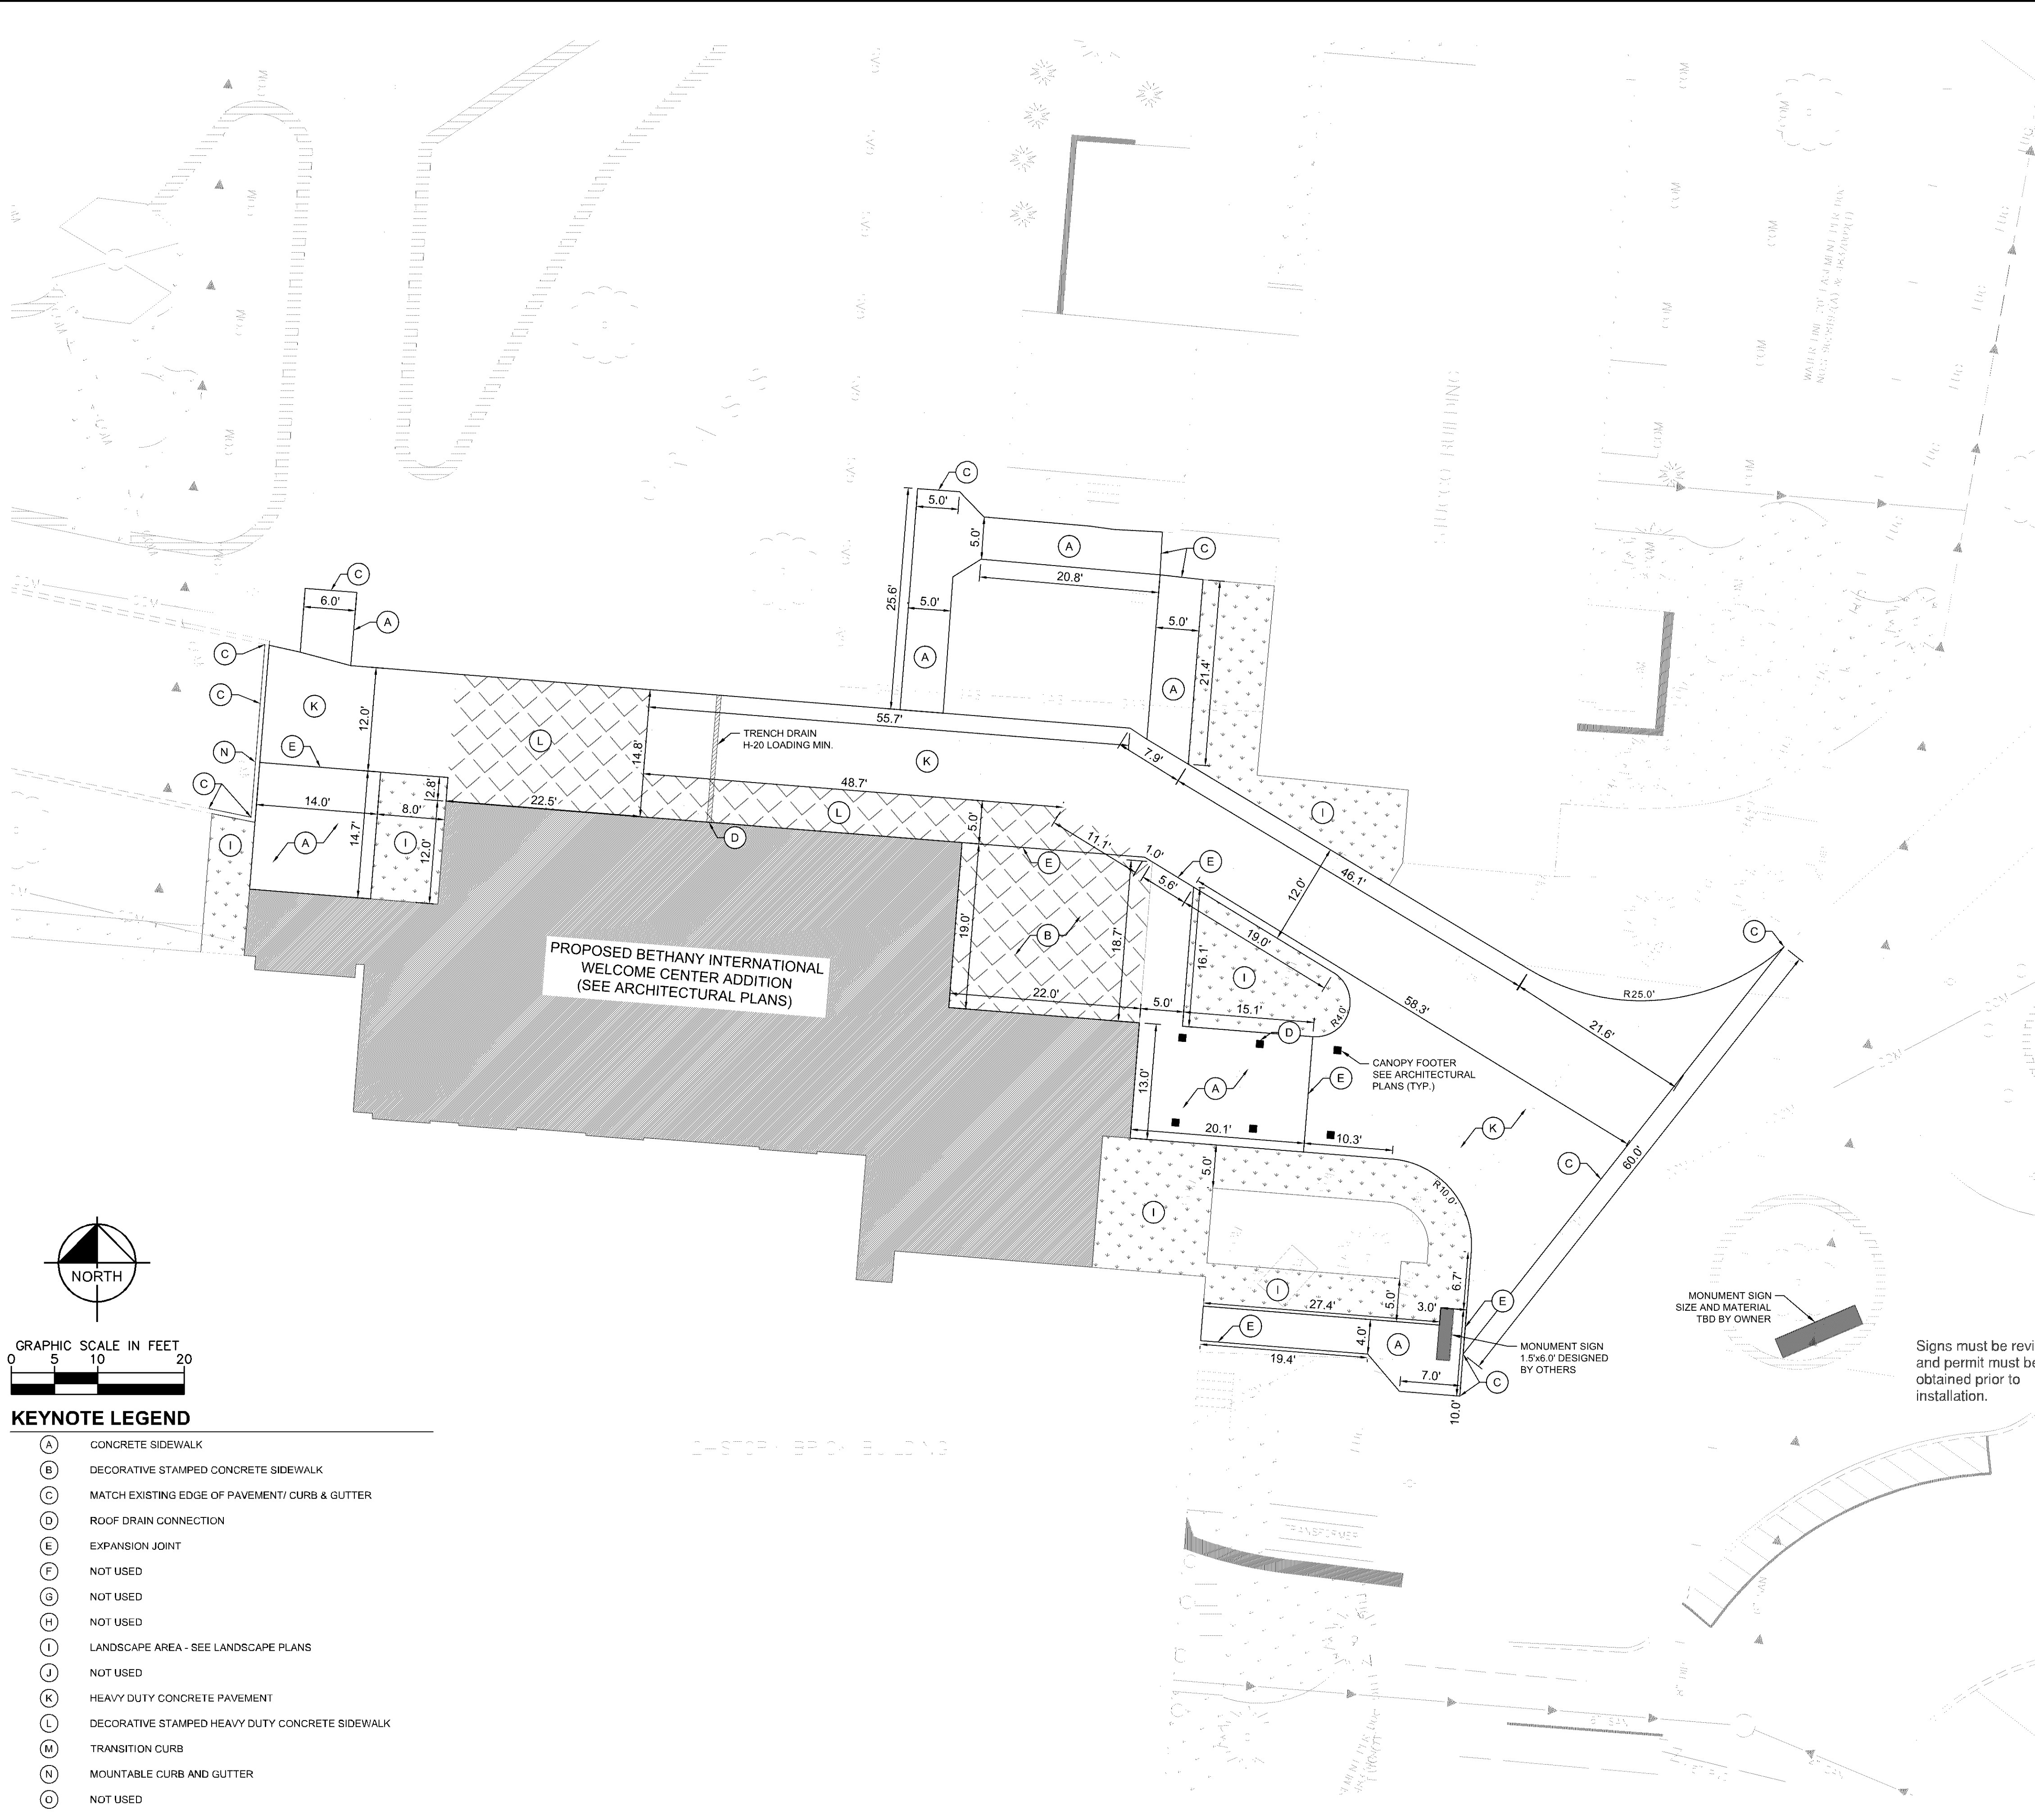 C
5.0'
5.0'
A
C
20.8'
25.6'
5.0'
5.0'
A
21.4'
A
C
6.0'
A
C
C
K
12.0'
N
E
C
14.0'
8.0'
2.8'
14.7'
12.0'
I
A
I
L
22.5'
14.8'
55.7'
TRENCH DRAIN
H-20 LOADING MIN.
K
48.7'
L
D
5.0'
7.9'
11.1'
1.0'
E
E
5.6'
I
46.1'
12.0'
19.0'
B
18.7'
16.1'
19.0'
I
22.0'
5.0'
15.1'
R4.0'
D
58.3'
C
R25.0'
21.6'
PROPOSED BETHANY INTERNATIONAL
WELCOME CENTER ADDITION
(SEE ARCHITECTURAL PLANS)
CANOPY FOOTER
SEE ARCHITECTURAL
PLANS (TYP.)
13.0'
A
E
20.1'
10.3'
K
C
60.0'
5.0'
R10.0'
I
I
27.4'
5.0'
3.0'
6.7'
E
E
4.0'
A
19.4'
7.0'
C
10.0'
MONUMENT SIGN
1.5'x6.0' DESIGNED
BY OTHERS
MONUMENT SIGN
SIZE AND MATERIAL
TBD BY OWNER
and permit must be
obtained prior to
installation.
2-STORY BRICK BUILDING
TRANSFORMER
NORTH
GRAPHIC SCALE IN FEET
0 5 10 20
KEYNOTE LEGEND
A CONCRETE SIDEWALK
B DECORATIVE STAMPED CONCRETE SIDEWALK
C MATCH EXISTING EDGE OF PAVEMENT/ CURB & GUTTER
D ROOF DRAIN CONNECTION
E EXPANSION JOINT
F NOT USED
G NOT USED
H NOT USED
I LANDSCAPE AREA - SEE LANDSCAPE PLANS
J NOT USED
K HEAVY DUTY CONCRETE PAVEMENT
L DECORATIVE STAMPED HEAVY DUTY CONCRETE SIDEWALK
M TRANSITION CURB
N MOUNTABLE CURB AND GUTTER
O NOT USED